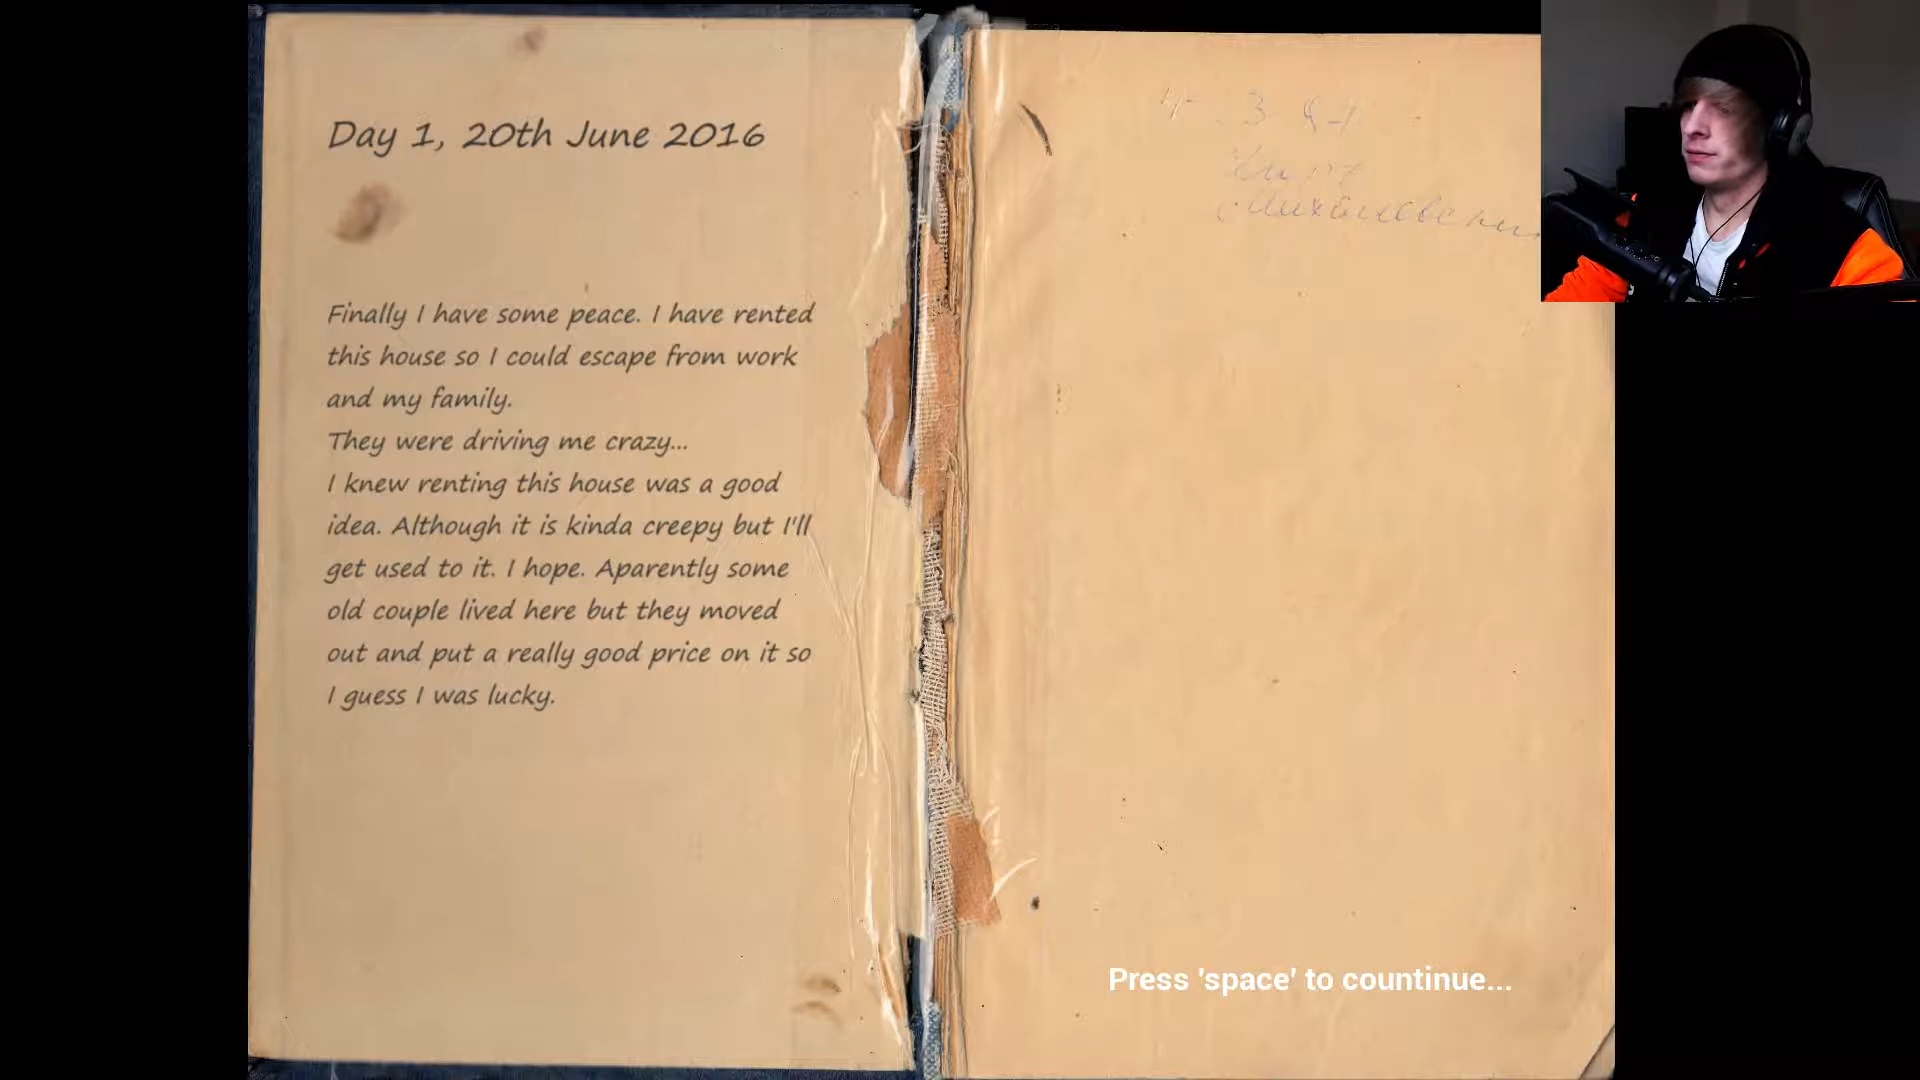 Day 1, 20th June 2016
Finally I have some peace. I have rented
this house so I could escape from work
and my family.
They were driving me crazy...
I knew renting this house was a good
idea. Although it is kinda creepy but I'll
get used to it. I hope. Aparently some
old couple lived here but they moved
out and put a really good price on it so
I guess I was lucky.
Press 'space' to countinue...